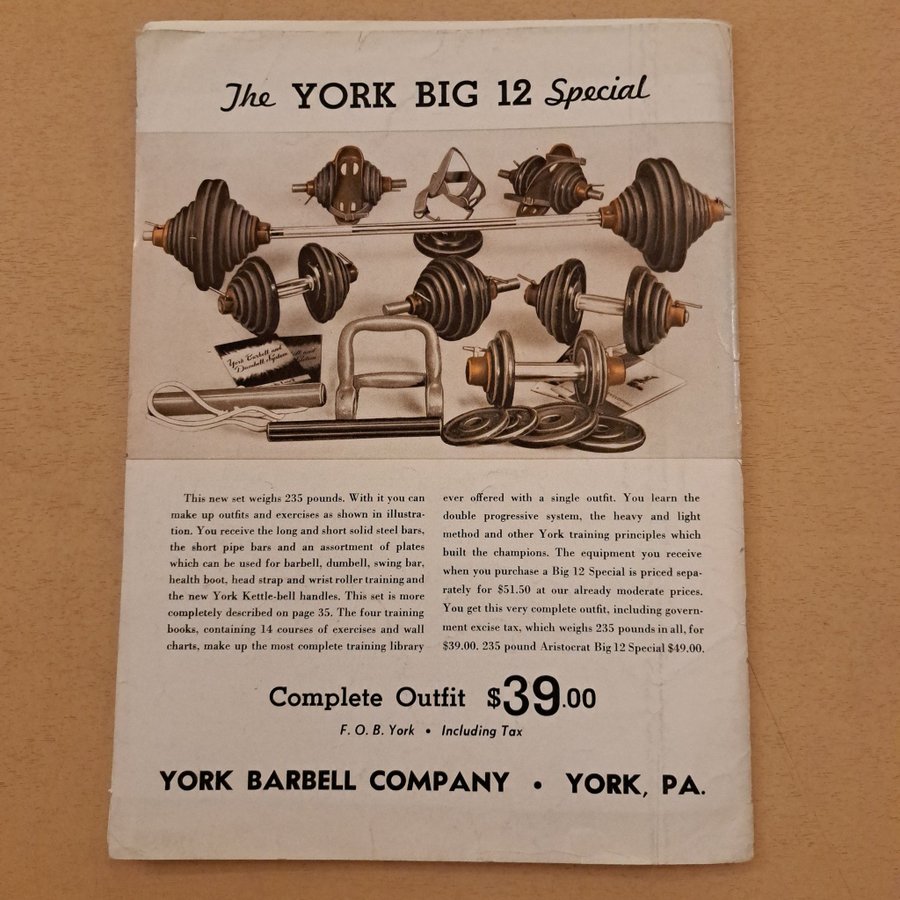 The YORK BIG 12 Special
York Barbell and
Dumbell System
This new set weighs 235 pounds. With it you can
make up outfits and exercises as shown in illustra-
tion. You receive the long and short solid steel bars,
the short pipe bars and an assortment of plates
which can be used for barbell, dumbell, swing bar,
health boot, head strap and wrist roller training and
the new York Kettle-bell handles. This set is more
completely described on page 35. The four training
books, containing 14 courses of exercises and wall
charts, make up the most complete training library
ever offered with a single outfit. You learn the
double progressive system, the heavy and light
method and other York training principles which
built the champions. The equipment you receive
when you purchase a Big 12 Special is priced sepa-
rately for $51.50 at our already moderate prices.
You get this very complete outfit, including govern-
ment excise tax, which weighs 235 pounds in all, for
$39.00. 235 pound Aristocrat Big 12 Special $49.00.
Complete Outfit $39.00
F. O. B. York • Including Tax
YORK BARBELL COMPANY • YORK, PA.